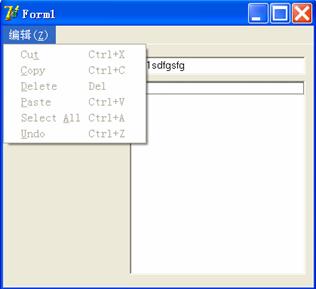 Form1
编辑(Z)
Cut Ctrl+X
Copy Ctrl+C
Delete Del
Paste Ctrl+V
Select All Ctrl+A
Undo Ctrl+Z
1sdfgsfg